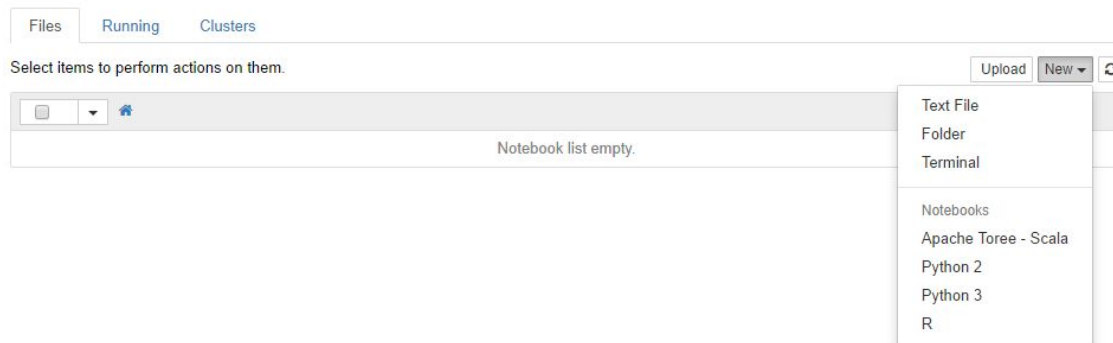 Files Running Clusters
Select items to perform actions on them.
Upload New
Notebook list empty.
Text File
Folder
Terminal
Notebooks
Apache Toree - Scala
Python 2
Python 3
R